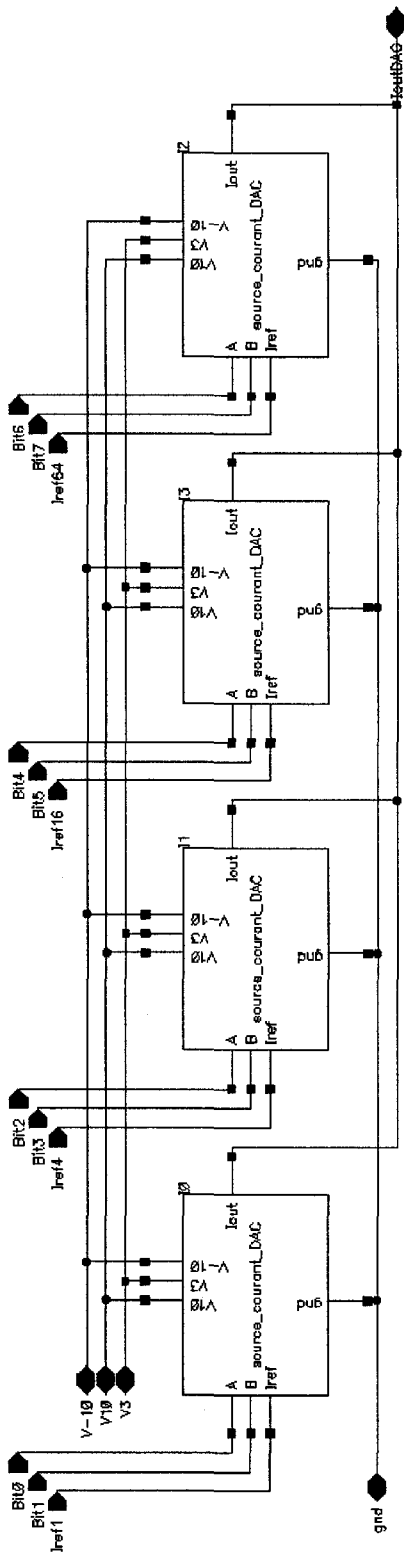 Bit0
Bit1
Iref1
V-10
V10
V3
gnd
I0
V10
V3
V-10
A
B
Iref
source_courant_DAC
Iout
gnd
Bit2
Bit3
Iref4
I1
V10
V3
V-10
A
B
Iref
source_courant_DAC
Iout
gnd
Bit4
Bit5
Iref16
I3
V10
V3
V-10
A
B
Iref
source_courant_DAC
Iout
gnd
Bit6
Bit7
Iref64
I2
V10
V3
V-10
A
B
Iref
source_courant_DAC
Iout
gnd
IoutDAC